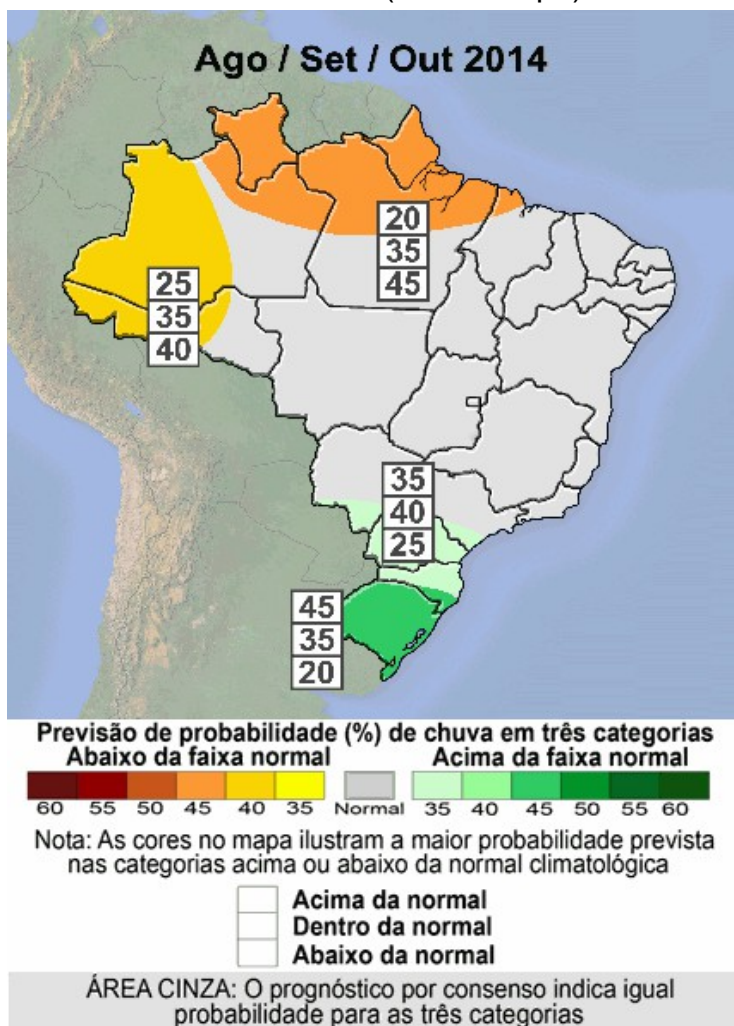 Ago / Set / Out 2014
20
35
45
25
35
40
35
40
25
45
35
20
Previsão de probabilidade (%) de chuva em três categorias
Abaixo da faixa normal Acima da faixa normal
60 55 50 45 40 35 Normal 35 40 45 50 55 60
Nota: As cores no mapa ilustram a maior probabilidade prevista
nas categorias acima ou abaixo da normal climatológica
Acima da normal
Dentro da normal
Abaixo da normal
ÁREA CINZA: O prognóstico por consenso indica igual
probabilidade para as três categorias